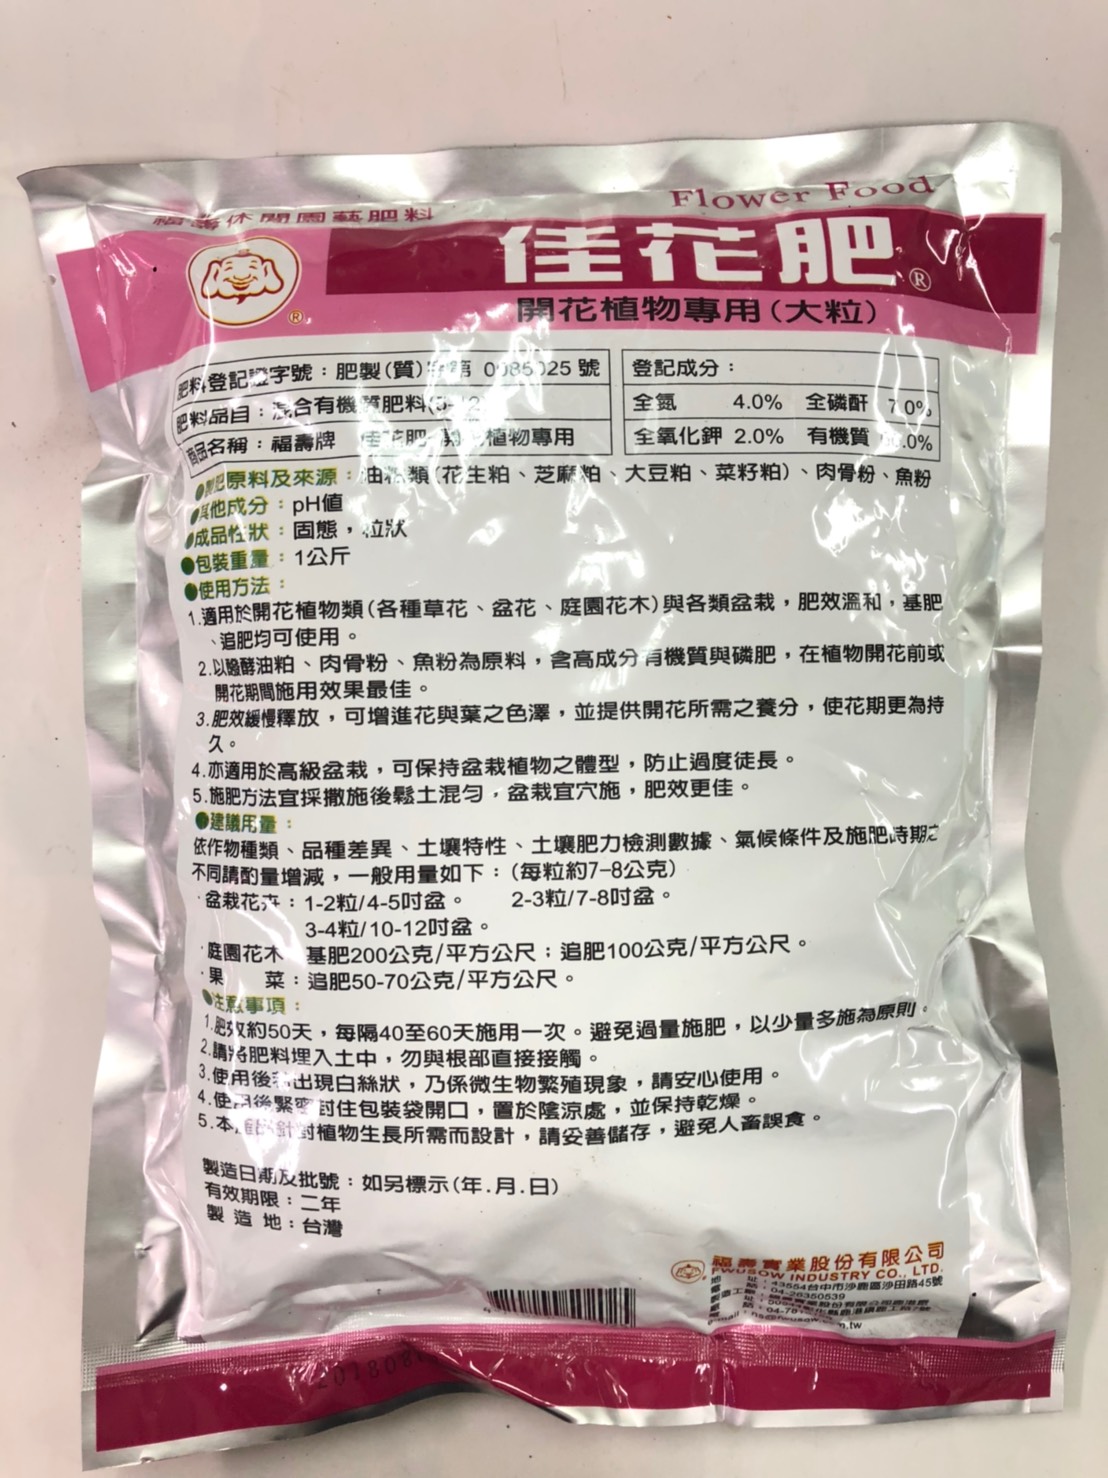 福壽休閒園藝肥料
Flower Food
佳花肥®
開花植物專用(大粒)
®
肥料登記證字號：肥製(質)字第 0985025 號
肥料品目：混合有機質肥料(5-12)
商品名稱：福壽牌 佳花肥-開花植物專用
登記成分：
全氮 4.0% 全磷酐 7.0%
全氧化鉀 2.0% 有機質 .0%
●製肥原料及來源：油粕類(花生粕、芝麻粕、大豆粕、菜籽粕)、肉骨粉、魚粉
●其他成分：pH值
●成品性狀：固態，粒狀
●包裝重量：1公斤
●使用方法：
1.適用於開花植物類(各種草花、盆花、庭園花木)與各類盆栽，肥效溫和，基肥
、追肥均可使用。
2.以醱酵油粕、肉骨粉、魚粉為原料，含高成分有機質與磷肥，在植物開花前或
開花期間施用效果最佳。
3.肥效緩慢釋放，可增進花與葉之色澤，並提供開花所需之養分，使花期更為持
久。
4.亦適用於高級盆栽，可保持盆栽植物之體型，防止過度徒長。
5.施肥方法宜採撒施後鬆土混勻，盆栽宜穴施，肥效更佳。
●建議用量：
依作物種類、品種差異、土壤特性、土壤肥力檢測數據、氣候條件及施肥時期之
不同請酌量增減，一般用量如下：(每粒約7–8公克)
·盆栽花卉：1-2粒/4-5吋盆。 2-3粒/7-8吋盆。
3-4粒/10-12吋盆。
·庭園花木：基肥200公克/平方公尺；追肥100公克/平方公尺。
·果 菜：追肥50-70公克/平方公尺。
●注意事項：
1.肥效約50天，每隔40至60天施用一次。避免過量施肥，以少量多施為原則。
2.請將肥料埋入土中，勿與根部直接接觸。
3.使用後若出現白絲狀，乃係微生物繁殖現象，請安心使用。
4.使用後緊密封住包裝袋開口，置於陰涼處，並保持乾燥。
5.本產品針對植物生長所需而設計，請妥善儲存，避免人畜誤食。
製造日期及批號：如另標示(年.月.日)
有效期限：二年
製 造 地：台灣
福壽實業股份有限公司
FWUSOW INDUSTRY CO., LTD.
地 址：43554台中市沙鹿區沙田路45號
電 話：04-26350539